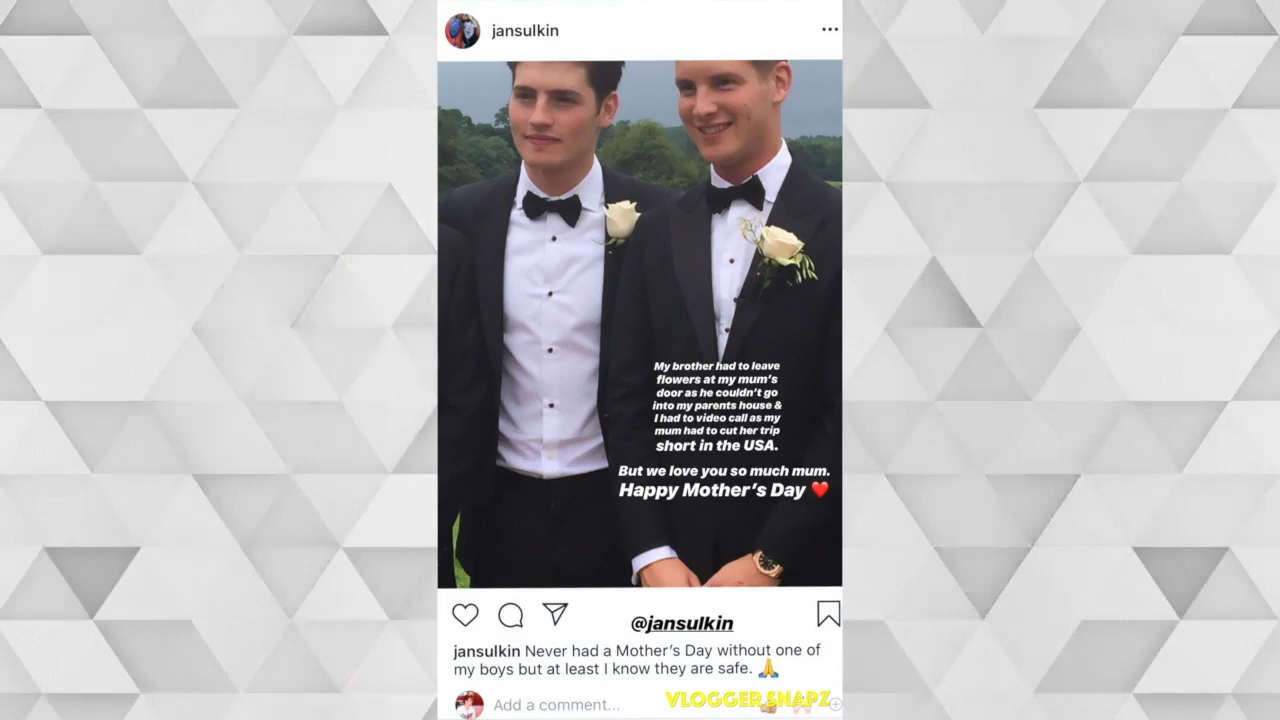 jansulkin
My brother had to leave
flowers at my mum's
door as he couldn't go
into my parents house &
I had to video call as my
mum had to cut her trip
short in the USA.
But we love you so much mum.
Happy Mother's Day ❤️
@jansulkin
jansulkin Never had a Mother's Day without one of
my boys but at least I know they are safe. 🙏
Add a comment...
VLOGGER SNAPZ